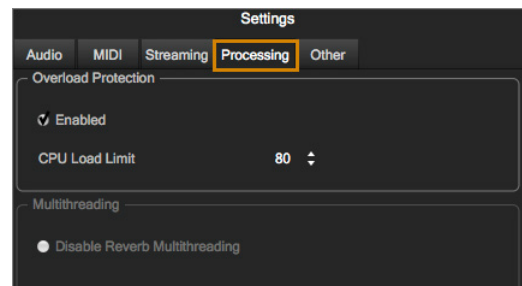 Settings
Audio MIDI Streaming Processing Other
Overload Protection
Enabled
CPU Load Limit 80
Multithreading
Disable Reverb Multithreading